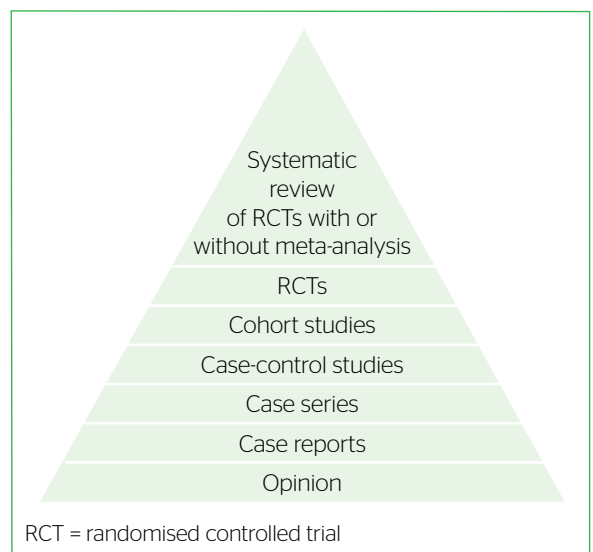 Systematic
review
of RCTs with or
without meta-analysis
RCTs
Cohort studies
Case-control studies
Case series
Case reports
Opinion
RCT = randomised controlled trial